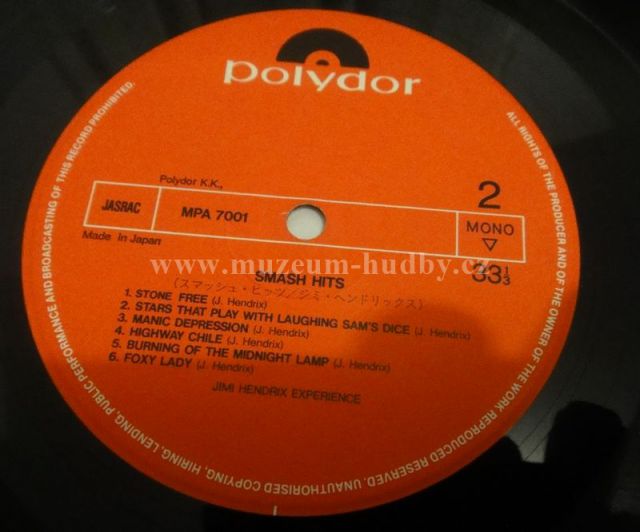 polydor
ALL RIGHTS OF THE PRODUCER AND OF THE OWNER OF THE WORK REPRODUCED RESERVED. UNAUTHORISED COPYING, HIRING, LENDING, PUBLIC PERFORMANCE AND BROADCASTING OF THIS RECORD PROHIBITED.
Polydor K.K.,
2
JASRAC
MPA 7001
MONO
Made in Japan
33 1/3
www.muzeum-hudby.cz
SMASH HITS
(スマッシュ・ヒッツ/ジミ・ヘンドリックス)
1. STONE FREE (J. Hendrix)
2. STARS THAT PLAY WITH LAUGHING SAM'S DICE (J. Hendrix)
3. MANIC DEPRESSION (J. Hendrix)
4. HIGHWAY CHILE (J. Hendrix)
5. BURNING OF THE MIDNIGHT LAMP (J. Hendrix)
6. FOXY LADY (J. Hendrix)
JIMI HENDRIX EXPERIENCE